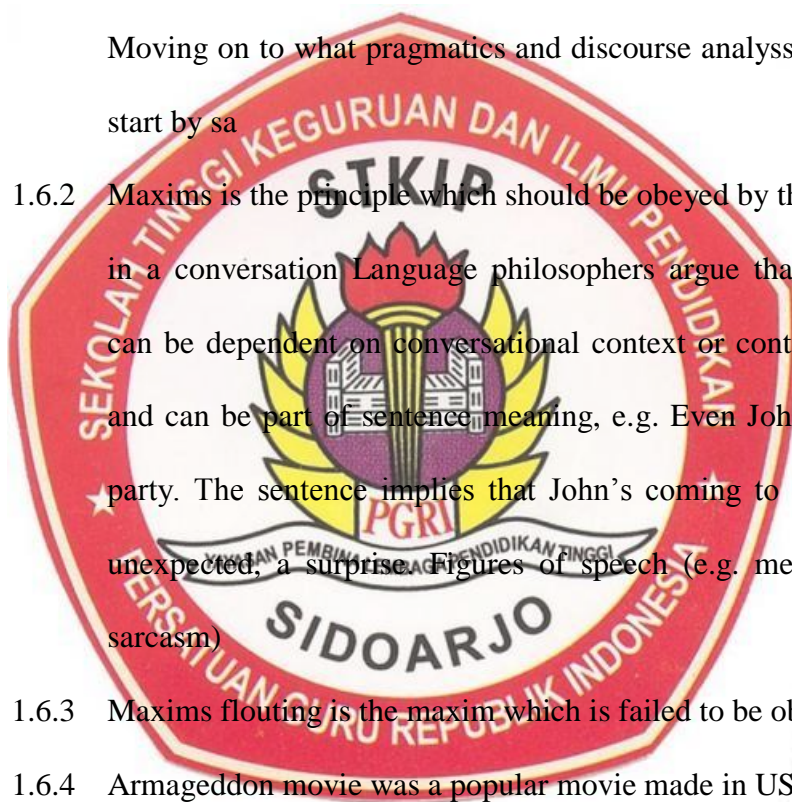 Moving on to what pragmatics and discourse analyss
start by sa
1.6.2 Maxims is the principle which should be obeyed by th
in a conversation Language philosophers argue tha
can be dependent on conversational context or cont
and can be part of sentence meaning, e.g. Even Joh
party. The sentence implies that John's coming to
unexpected, a surprise. Figures of speech (e.g. me
sarcasm)
1.6.3 Maxims flouting is the maxim which is failed to be ob
1.6.4 Armageddon movie was a popular movie made in US
SEKOLAH TINGGI KEGURUAN DAN ILMU PENDIDIKAN
STKIP
PGRI
YAYASAN PEMBINA LEMBAGA PENDIDIKAN TINGGI
SIDOARJO
PERSATUAN GURU REPUBLIK INDONESIA